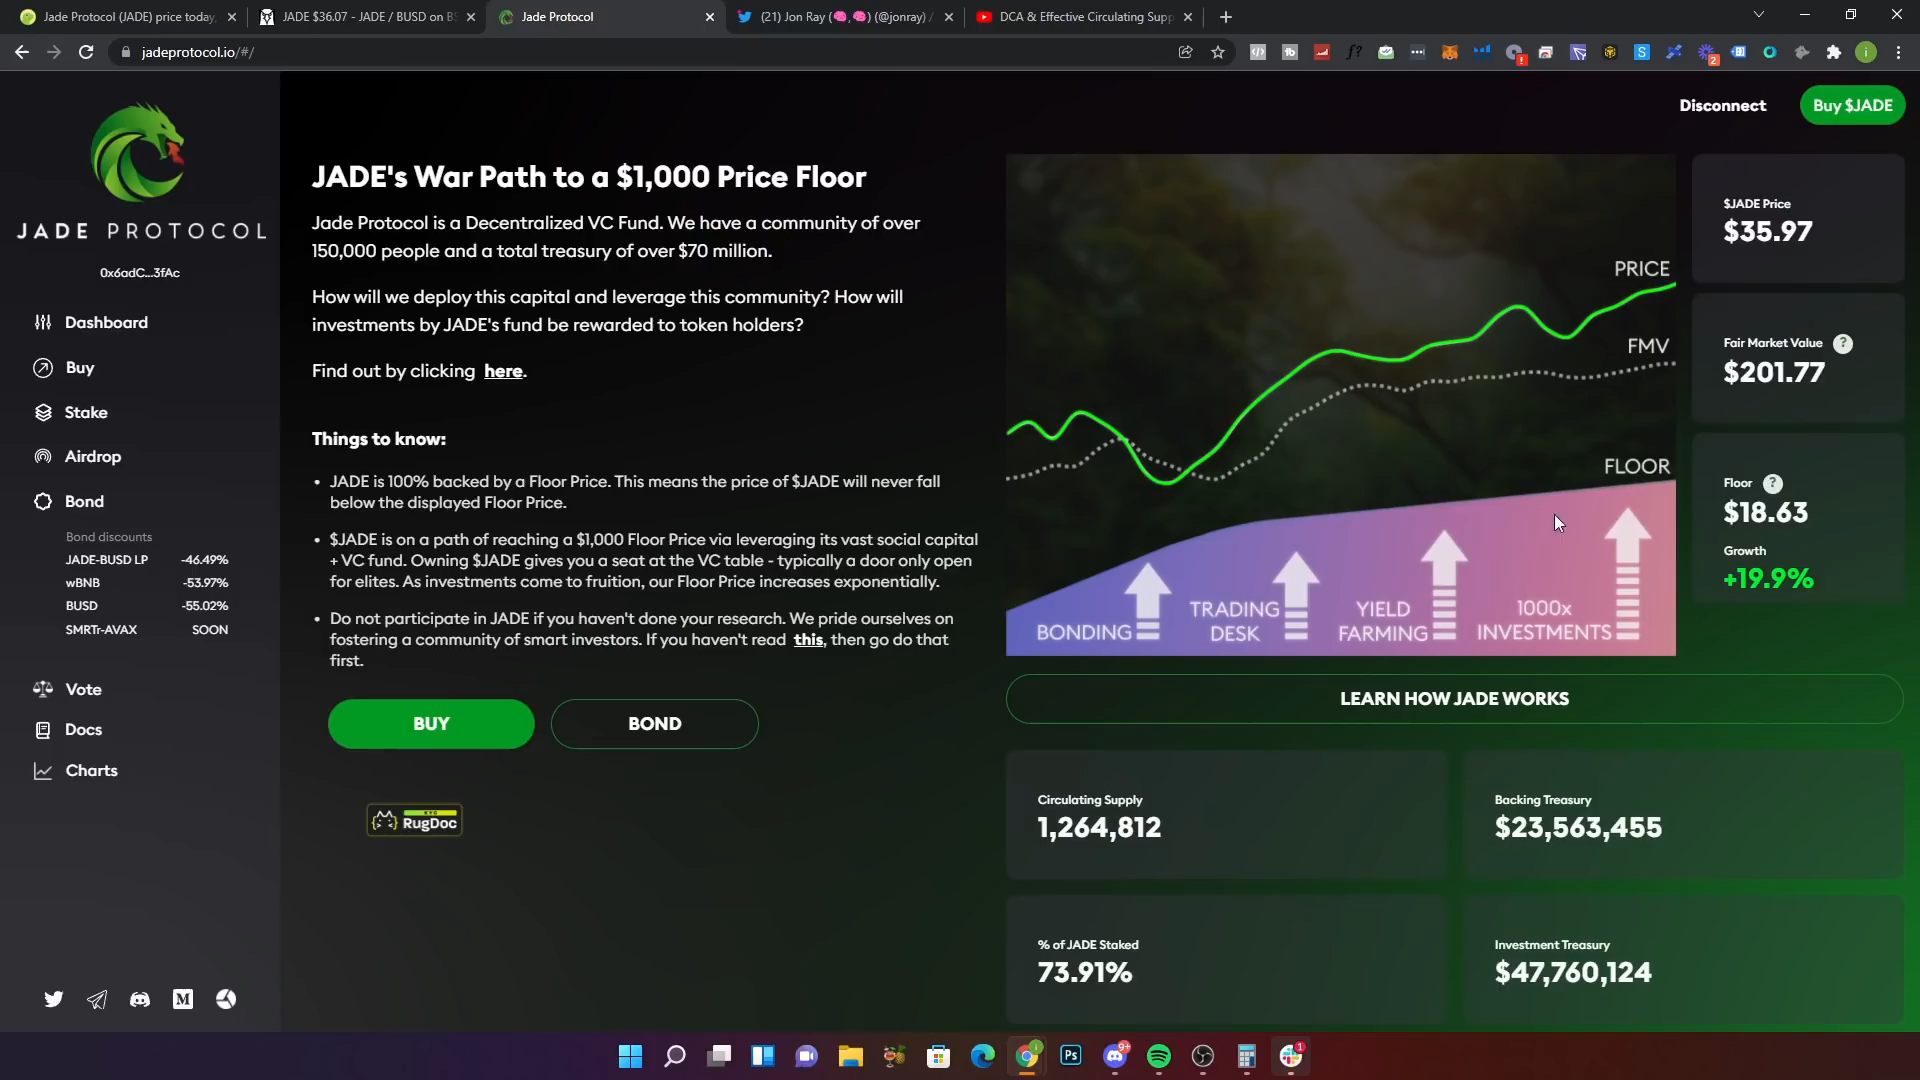 Jade Protocol (JADE) price today,
JADE $36.07 - JADE / BUSD on BS
Jade Protocol
(21) Jon Ray (🧠,🧠) (@jonray) /
DCA & Effective Circulating Supp
jadeprotocol.io/#/
JADE PROTOCOL
0x6adC...3fAc
Dashboard
Buy
Stake
Airdrop
Bond
Bond discounts
JADE-BUSD LP -46.49%
wBNB -53.97%
BUSD -55.02%
SMRTr-AVAX SOON
Vote
Docs
Charts
Disconnect
Buy $JADE
JADE's War Path to a $1,000 Price Floor
Jade Protocol is a Decentralized VC Fund. We have a community of over
150,000 people and a total treasury of over $70 million.
How will we deploy this capital and leverage this community? How will
investments by JADE's fund be rewarded to token holders?
Find out by clicking here.
Things to know:
• JADE is 100% backed by a Floor Price. This means the price of $JADE will never fall
below the displayed Floor Price.
• $JADE is on a path of reaching a $1,000 Floor Price via leveraging its vast social capital
+ VC fund. Owning $JADE gives you a seat at the VC table - typically a door only open
for elites. As investments come to fruition, our Floor Price increases exponentially.
• Do not participate in JADE if you haven't done your research. We pride ourselves on
fostering a community of smart investors. If you haven't read this, then go do that
first.
BUY
BOND
RugDoc
PRICE
FMV
FLOOR
BONDING
TRADING
DESK
YIELD
FARMING
1000x
INVESTMENTS
$JADE Price
$35.97
Fair Market Value ?
$201.77
Floor ?
$18.63
Growth
+19.9%
LEARN HOW JADE WORKS
Circulating Supply
1,264,812
Backing Treasury
$23,563,455
% of JADE Staked
73.91%
Investment Treasury
$47,760,124